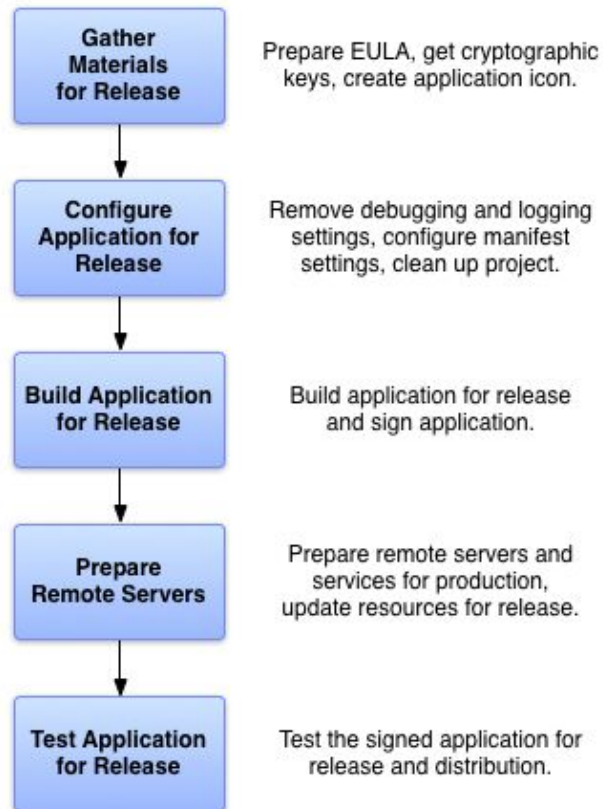 Gather
Materials
for Release
Prepare EULA, get cryptographic
keys, create application icon.
Configure
Application for
Release
Remove debugging and logging
settings, configure manifest
settings, clean up project.
Build Application
for Release
Build application for release
and sign application.
Prepare
Remote Servers
Prepare remote servers and
services for production,
update resources for release.
Test Application
for Release
Test the signed application for
release and distribution.